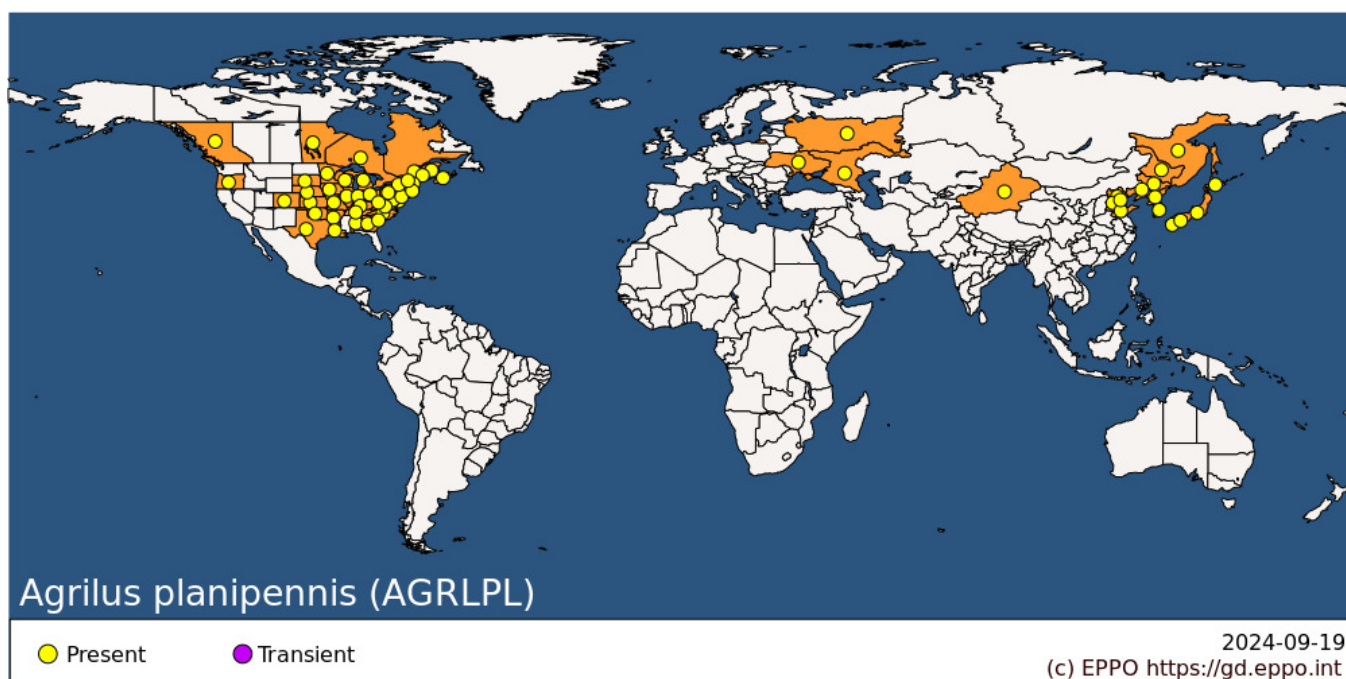 Agrilus planipennis (AGRLPL)
Present
Transient
2024-09-19
(c) EPPO https://gd.eppo.int